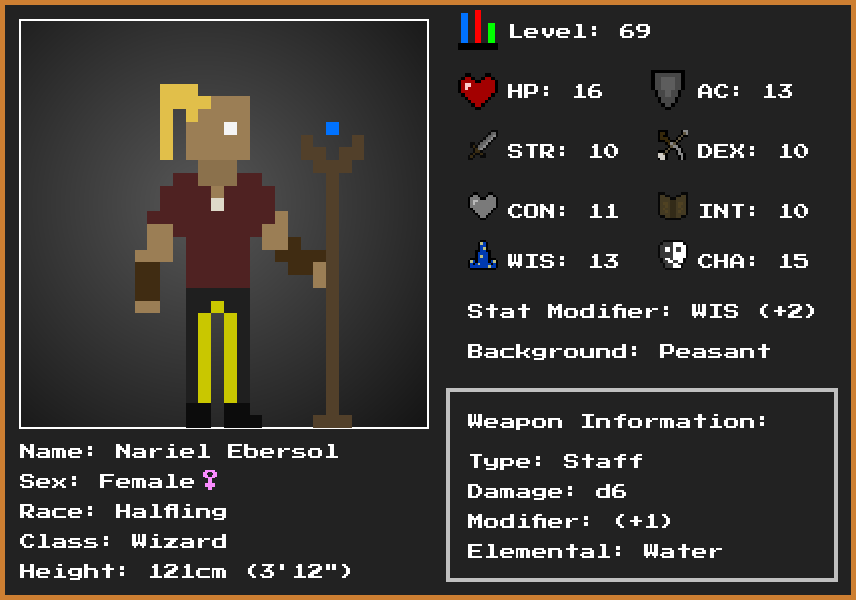 Level: 69
HP: 16
AC: 13
STR: 10
DEX: 10
CON: 11
INT: 10
WIS: 13
CHA: 15
Stat Modifier: WIS (+2)
Background: Peasant
Weapon Information:
Type: Staff
Damage: d6
Modifier: (+1)
Elemental: Water
Name: Nariel Ebersol
Sex: Female♀
Race: Halfling
Class: Wizard
Height: 121cm (3'12")